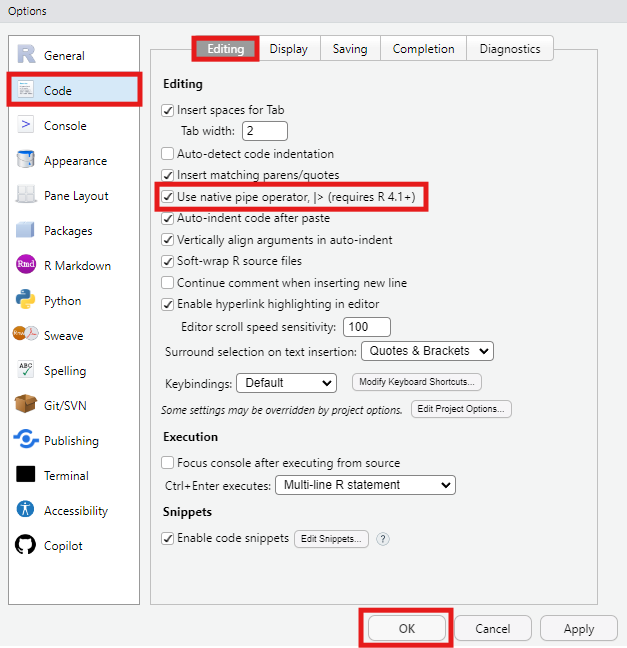 Options
R General
Code
> Console
Appearance
Pane Layout
Packages
Rmd R Markdown
Python
Sweave
ABC Spelling
Git/SVN
Publishing
Terminal
Accessibility
Copilot
Editing Display Saving Completion Diagnostics
Editing
Insert spaces for Tab
Tab width: 2
Auto-detect code indentation
Insert matching parens/quotes
Use native pipe operator, |> (requires R 4.1+)
Auto-indent code after paste
Vertically align arguments in auto-indent
Soft-wrap R source files
Continue comment when inserting new line
Enable hyperlink highlighting in editor
Editor scroll speed sensitivity: 100
Surround selection on text insertion: Quotes & Brackets
Keybindings: Default Modify Keyboard Shortcuts...
Some settings may be overridden by project options. Edit Project Options...
Execution
Focus console after executing from source
Ctrl+Enter executes: Multi-line R statement
Snippets
Enable code snippets Edit Snippets... ?
OK Cancel Apply